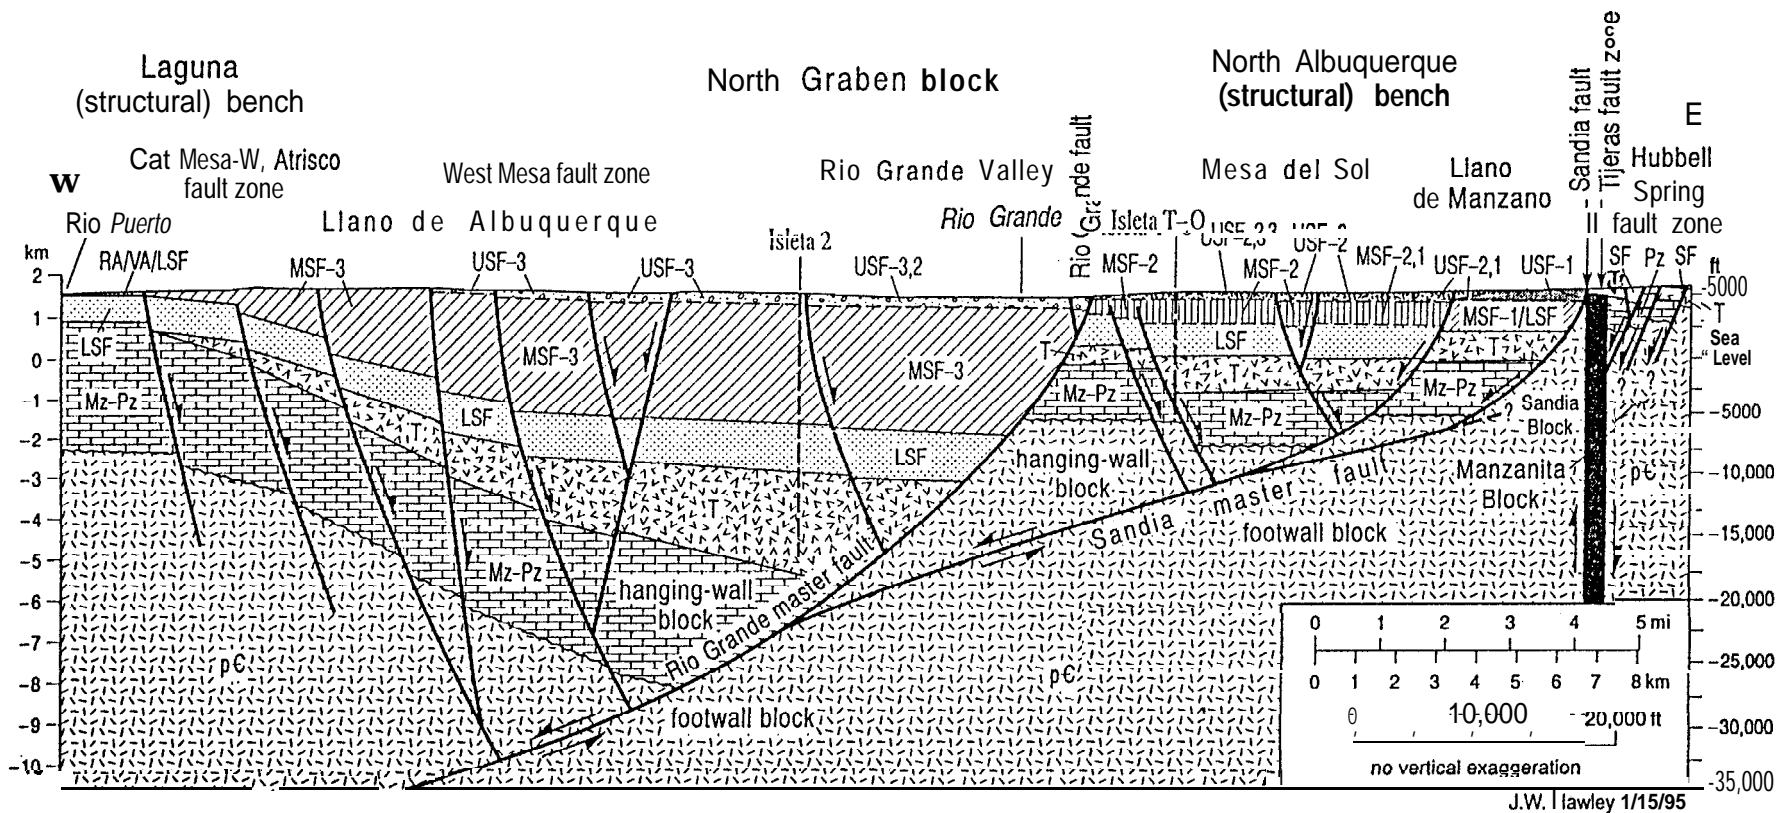 Laguna
(structural) bench
North Graben block
North Albuquerque
(structural) bench
Sandia fault
Tijeras fault zone
E
W
Cat Mesa-W, Atrisco
fault zone
West Mesa fault zone
Rio Grande Valley
Rio Grande fault
Mesa del Sol
Llano
de Manzano
Hubbell
Spring
fault zone
Rio Puerto
Llano de Albuquerque
Rio Grande
Isleta 2
Isleta T-O
km
RA/VA/LSF
MSF-3
USF-3
USF-3
USF-3,2
MSF-2
USF-2,3
MSF-2
USF-2
MSF-2,1
USF-2,1
USF-1
SF
Pz
SF
ft
2
1
0
-1
-2
-3
-4
-5
-6
-7
-8
-9
-10
-5000
T
Sea
Level
-5000
-10,000
-15,000
-20,000
-25,000
-30,000
-35,000
LSF
Mz-Pz
T
LSF
MSF-3
Mz-Pz
T
MSF-3
LSF
hanging-wall
block
Rio Grande master fault
T
Mz-Pz
hanging-wall
block
LSF
T
Mz-Pz
MSF-1/LSF
T
Mz-Pz
?
Sandia
Block
Manzanita
Block
T
?
?
p€
Sandia master fault
footwall block
p€
footwall block
p€
0 1 2 3 4 5 mi
0 1 2 3 4 5 6 7 8 km
0 10,000 20,000 ft
no vertical exaggeration
J.W. Hawley 1/15/95